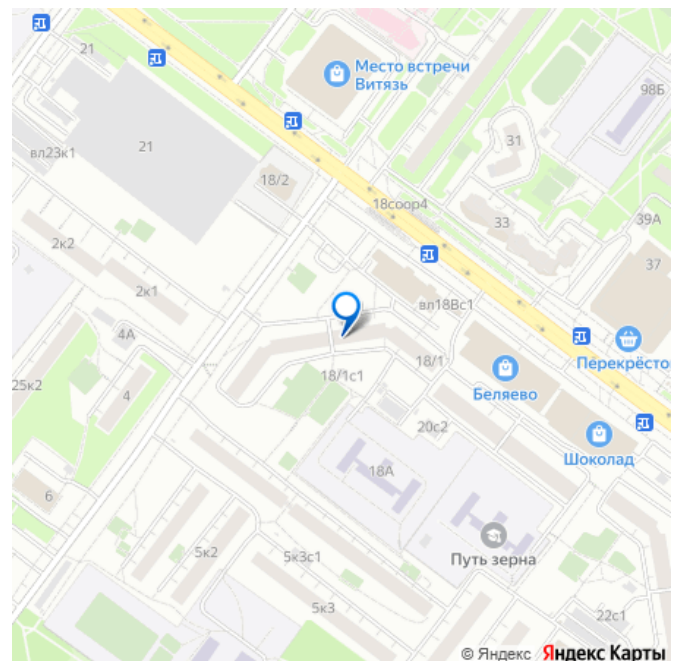 21
Место встречи
Витязь
98Б
21
31
вл23к1
18/2
18соор4
39А
33
2к2
37
2к1
вл18Вс1
4А
Перекрёсто
18/1
18/1с1
25к2
4
Беляево
20с2
Шоколад
18А
6
5к2
5к3с1
Путь зерна
5к3
22с1
© Яндекс Яндекс Карты